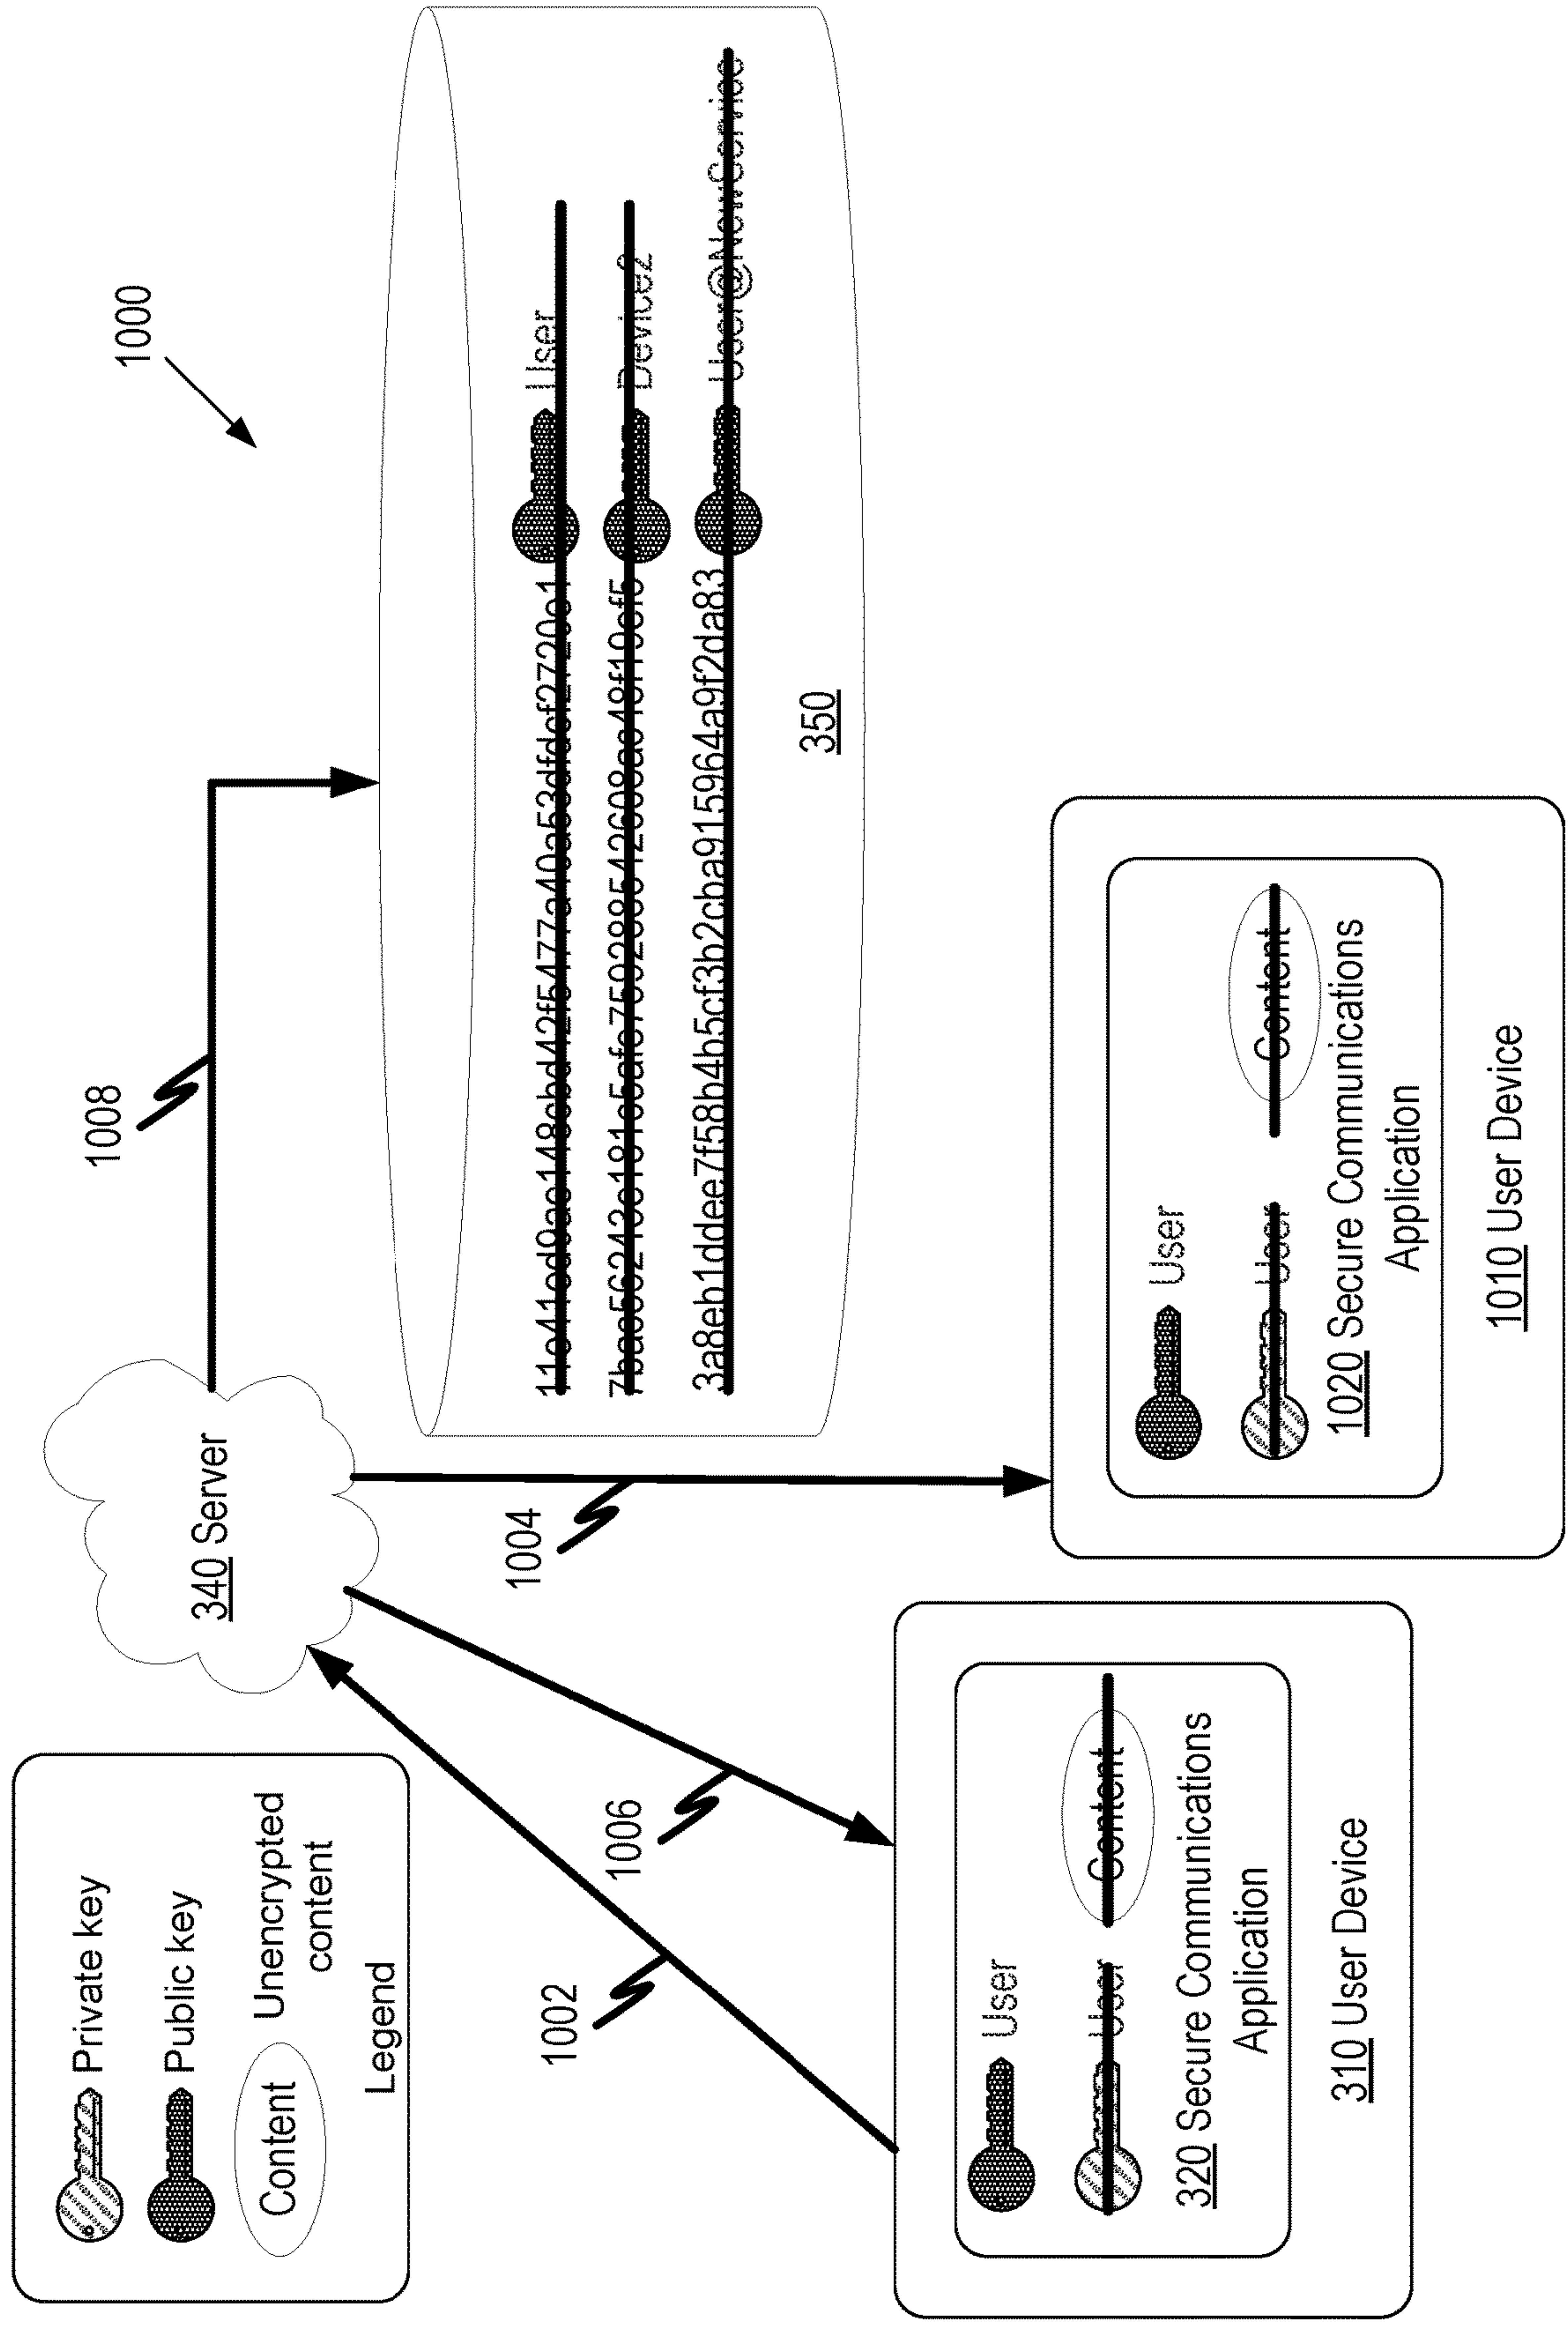 Private key
Public key
Content
Unencrypted
content
Legend
340 Server
1008
1000
1002
1006
1004
User
Device2
3a8eb1ddee7f58b4b5cf3b2cba915964a9f2da83 User@NewService
350
User
User
Content
320 Secure Communications
Application
310 User Device
User
User
Content
1020 Secure Communications
Application
1010 User Device